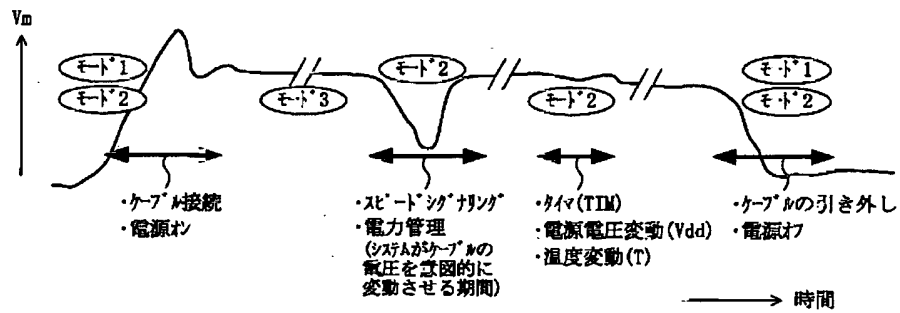 Vm
ﾓｰﾄﾞ1
ﾓｰﾄﾞ2
ﾓｰﾄﾞ3
ﾓｰﾄﾞ2
ﾓｰﾄﾞ2
ﾓｰﾄﾞ1
ﾓｰﾄﾞ2
・ｹｰﾌﾞﾙ接続
・電源ｵﾝ
・ｽﾋﾟｰﾄﾞｼｸﾞﾅﾘﾝｸﾞ
・電力管理
(ｼｽﾃﾑがｹｰﾌﾞﾙの
電圧を意図的に
変動させる期間)
・ﾀｲﾏ(TIM)
・電源電圧変動(Vdd)
・温度変動(T)
・ｹｰﾌﾞﾙの引き外し
・電源ｵﾌ
時間